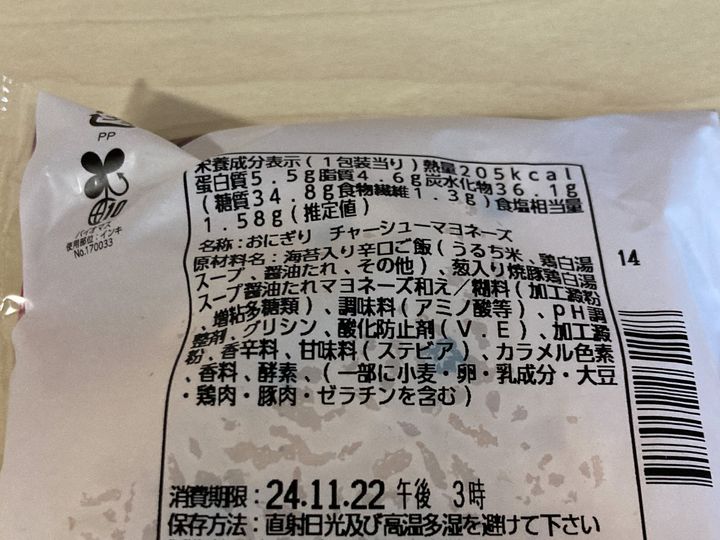 PP
バイオマス
使用部位：インキ
No.170033
栄養成分表示(1包装当り)熱量205kcal
蛋白質5.5g脂質4.6g炭水化物36.1g
(糖質34.8g食物繊維1.3g)食塩相当量
1.58g(推定値)
名称：おにぎり　チャーシューマヨネーズ
原材料名：海苔入り辛口ご飯(うるち米、鶏白湯
スープ、醤油たれ、その他)、葱入り焼豚鶏白湯
スープ醤油たれマヨネーズ和え／糊料(加工澱粉
、増粘多糖類)、調味料(アミノ酸等)、pH調
整剤、グリシン、酸化防止剤(V.E)、加工澱
粉、香辛料、甘味料(ステビア)、カラメル色素
、香料、酵素、(一部に小麦・卵・乳成分・大豆
・鶏肉・豚肉・ゼラチンを含む)
14
消費期限：24.11.22 午後 3時
保存方法：直射日光及び高温多湿を避けて下さい